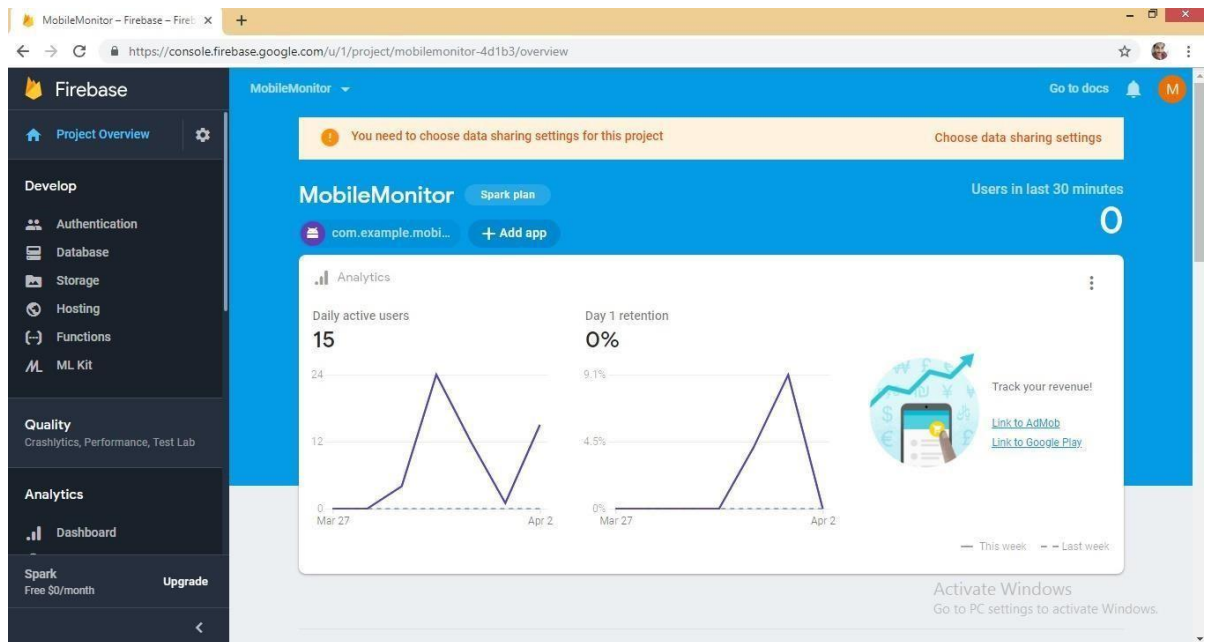 MobileMonitor – Firebase – Fireb
https://console.firebase.google.com/u/1/project/mobilemonitor-4d1b3/overview
Firebase
MobileMonitor
Go to docs
M
Project Overview
You need to choose data sharing settings for this project
Choose data sharing settings
Develop
Authentication
Database
Storage
Hosting
Functions
ML Kit
Quality
Crashlytics, Performance, Test Lab
Analytics
Dashboard
Spark
Free $0/month
Upgrade
MobileMonitor
Spark plan
Users in last 30 minutes
0
com.example.mobi...
+ Add app
Analytics
Daily active users
15
24
12
0
Mar 27
Apr 2
Day 1 retention
0%
9.1%
4.5%
0%
Mar 27
Apr 2
Track your revenue!
Link to AdMob
Link to Google Play
This week
Last week
Activate Windows
Go to PC settings to activate Windows.